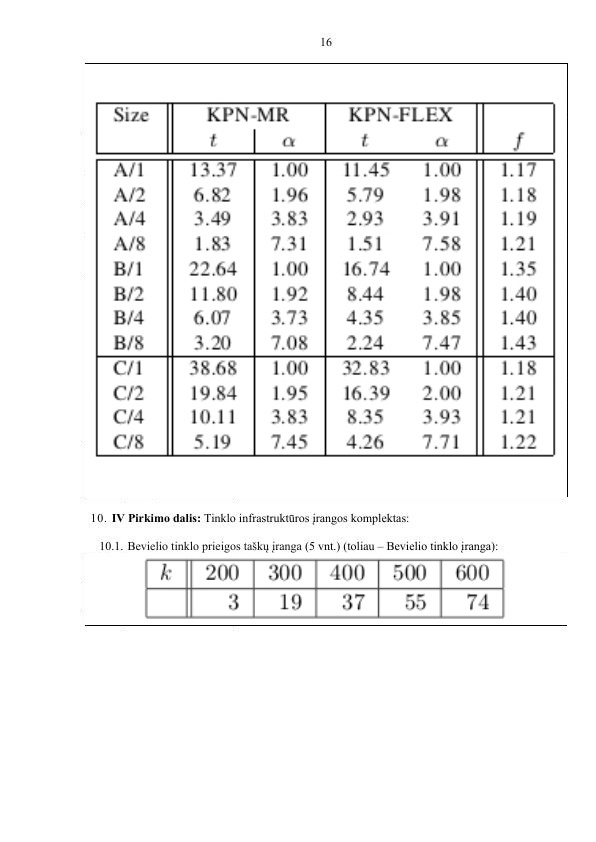 16
Size KPN-MR KPN-FLEX
t α t α f
A/1 13.37 1.00 11.45 1.00 1.17
A/2 6.82 1.96 5.79 1.98 1.18
A/4 3.49 3.83 2.93 3.91 1.19
A/8 1.83 7.31 1.51 7.58 1.21
B/1 22.64 1.00 16.74 1.00 1.35
B/2 11.80 1.92 8.44 1.98 1.40
B/4 6.07 3.73 4.35 3.85 1.40
B/8 3.20 7.08 2.24 7.47 1.43
C/1 38.68 1.00 32.83 1.00 1.18
C/2 19.84 1.95 16.39 2.00 1.21
C/4 10.11 3.83 8.35 3.93 1.21
C/8 5.19 7.45 4.26 7.71 1.22
10. IV Pirkimo dalis: Tinklo infrastruktūros įrangos komplektas:
10.1. Bevielio tinklo prieigos taškų įranga (5 vnt.) (toliau – Bevielio tinklo įranga):
k 200 300 400 500 600
3 19 37 55 74